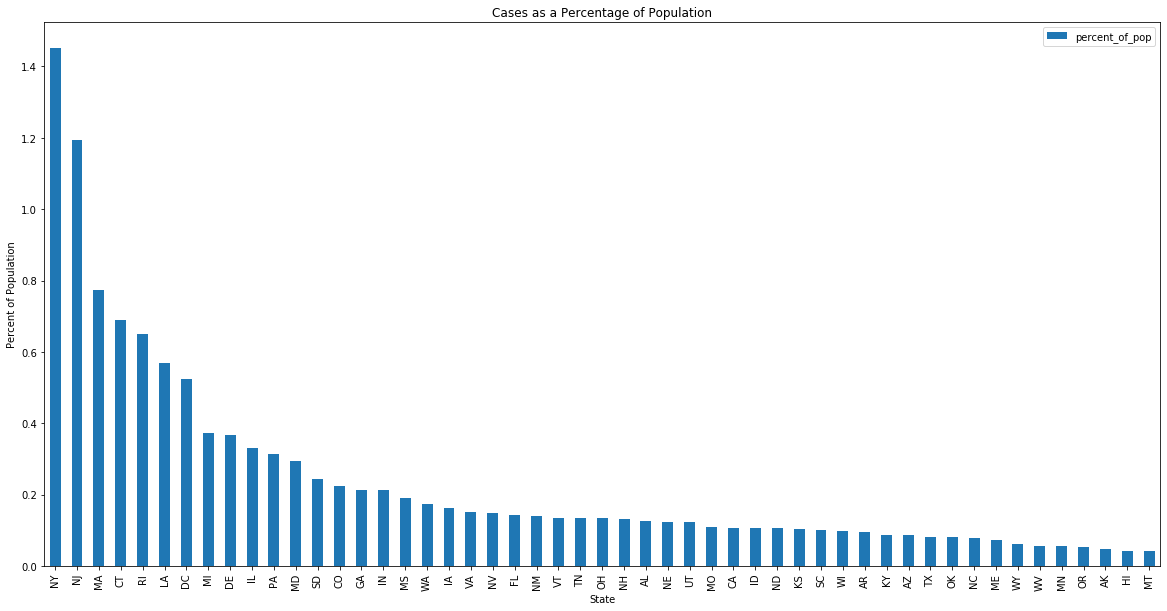 Cases as a Percentage of Population
percent_of_pop
1.4
1.2
1.0
0.8
0.6
0.4
0.2
0.0
Percent of Population
NY NJ MA CT RI LA DC MI DE IL PA MD SD CO GA IN MS WA IA VA NV FL NM VT TN OH NH AL NE UT MO CA ID ND KS SC WI AR KY AZ TX OK NC ME WY WV MN OR AK HI MT
State